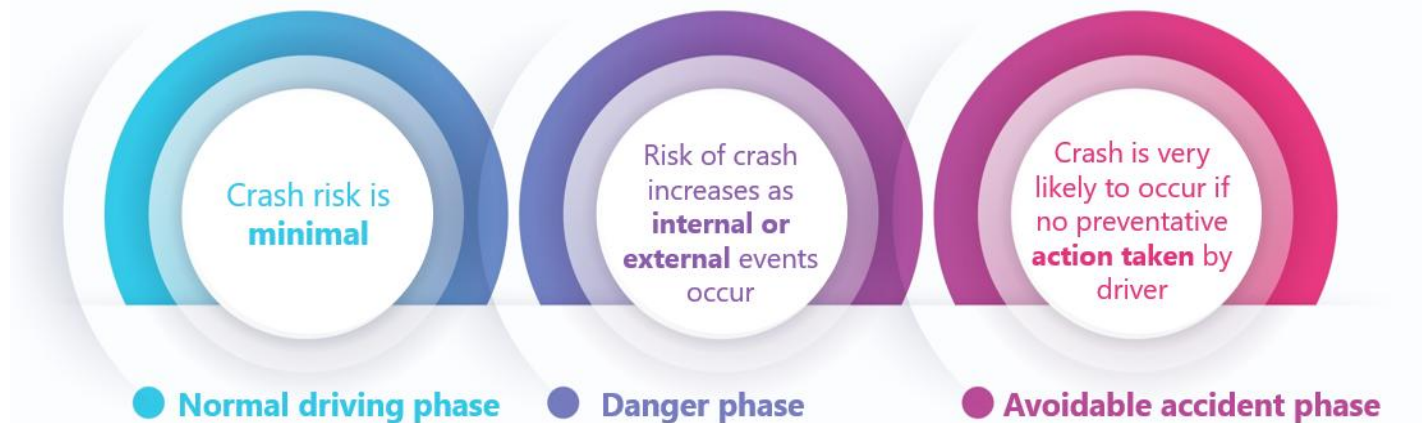 Crash risk is
minimal
Risk of crash
increases as
internal or
external events
occur
Crash is very
likely to occur if
no preventative
action taken by
driver
Normal driving phase
Danger phase
Avoidable accident phase